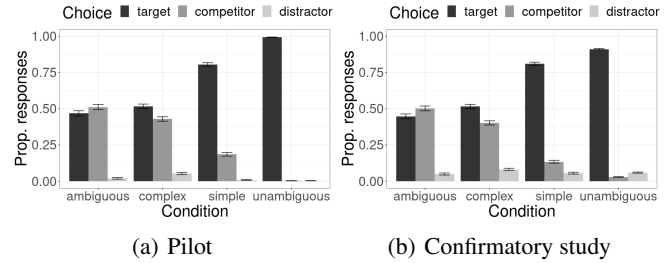 Choice target competitor distractor
1.00
0.75
0.50
0.25
0.00
Prop. responses
ambiguous complex simple unambiguous
Condition
(a) Pilot
Choice target competitor distractor
1.00
0.75
0.50
0.25
0.00
Prop. responses
ambiguous complex simple unambiguous
Condition
(b) Confirmatory study